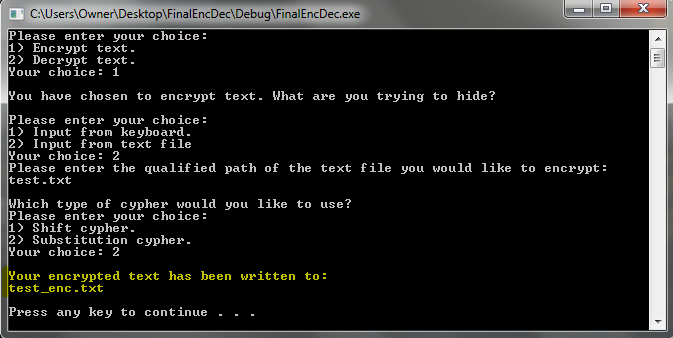 C:\Users\Owner\Desktop\FinalEncDec\Debug\FinalEncDec.exe
Please enter your choice:
1) Encrypt text.
2) Decrypt text.
Your choice: 1
You have chosen to encrypt text. What are you trying to hide?
Please enter your choice:
1) Input from keyboard.
2) Input from text file
Your choice: 2
Please enter the qualified path of the text file you would like to encrypt:
test.txt
Which type of cypher would you like to use?
Please enter your choice:
1) Shift cypher.
2) Substitution cypher.
Your choice: 2
Your encrypted text has been written to:
test_enc.txt
Press any key to continue . . .